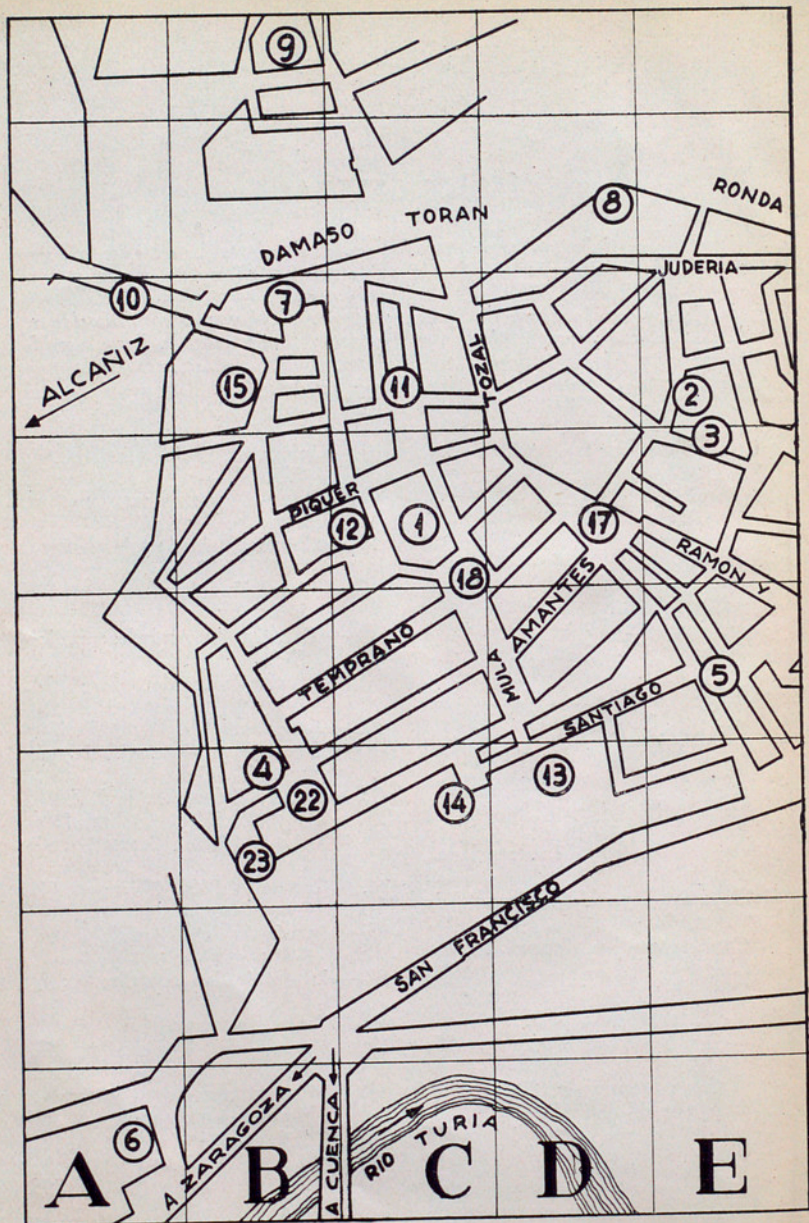 9
8
RONDA
DAMASO TORAN
JUDERIA
10
7
ALCAÑIZ
15
11
TOZAL
2
3
PIQUER
12
1
17
18
RAMON Y
AMANTES
MULA
TEMPRANO
SANTIAGO
5
4
22
14
13
23
SAN FRANCISCO
A ZARAGOZA
A CUENCA
RIO TURIA
6
A B C D E